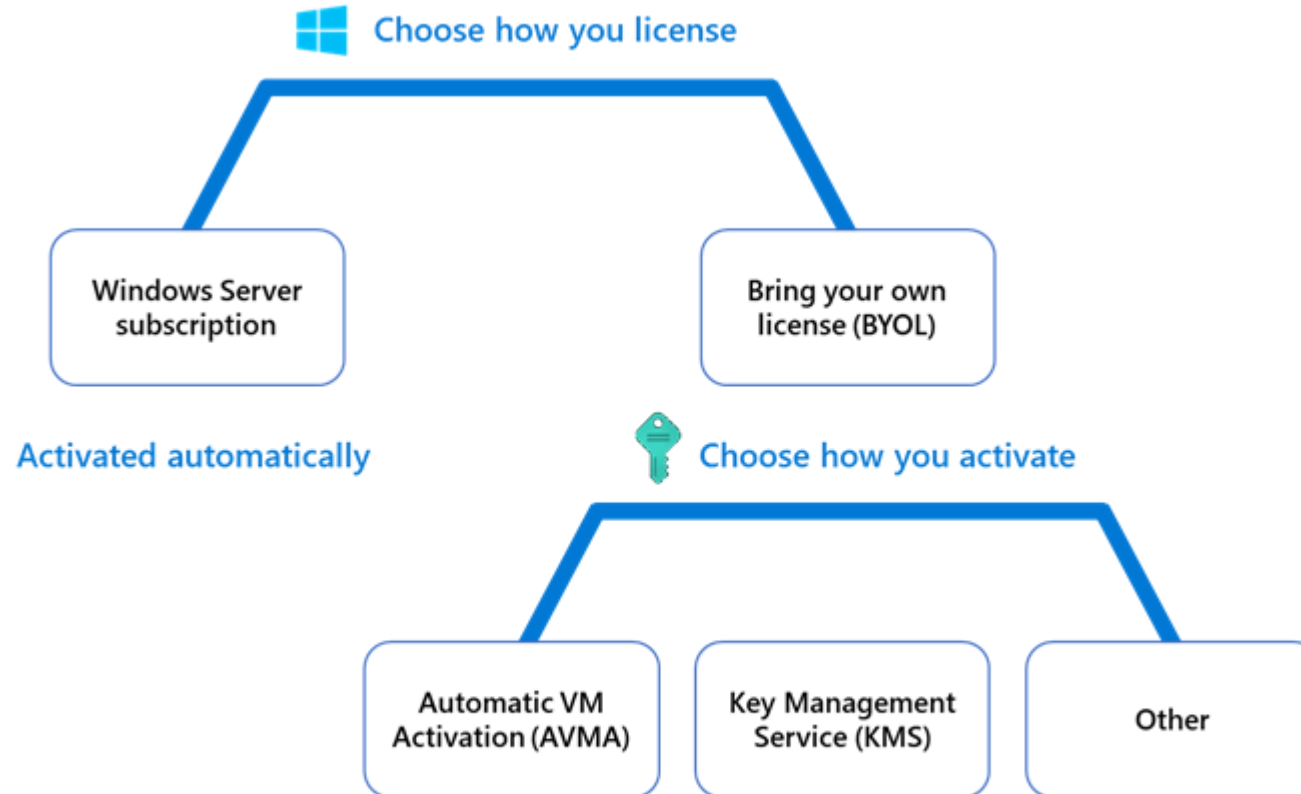 Choose how you license
Windows Server
subscription
Bring your own
license (BYOL)
Activated automatically
Choose how you activate
Automatic VM
Activation (AVMA)
Key Management
Service (KMS)
Other